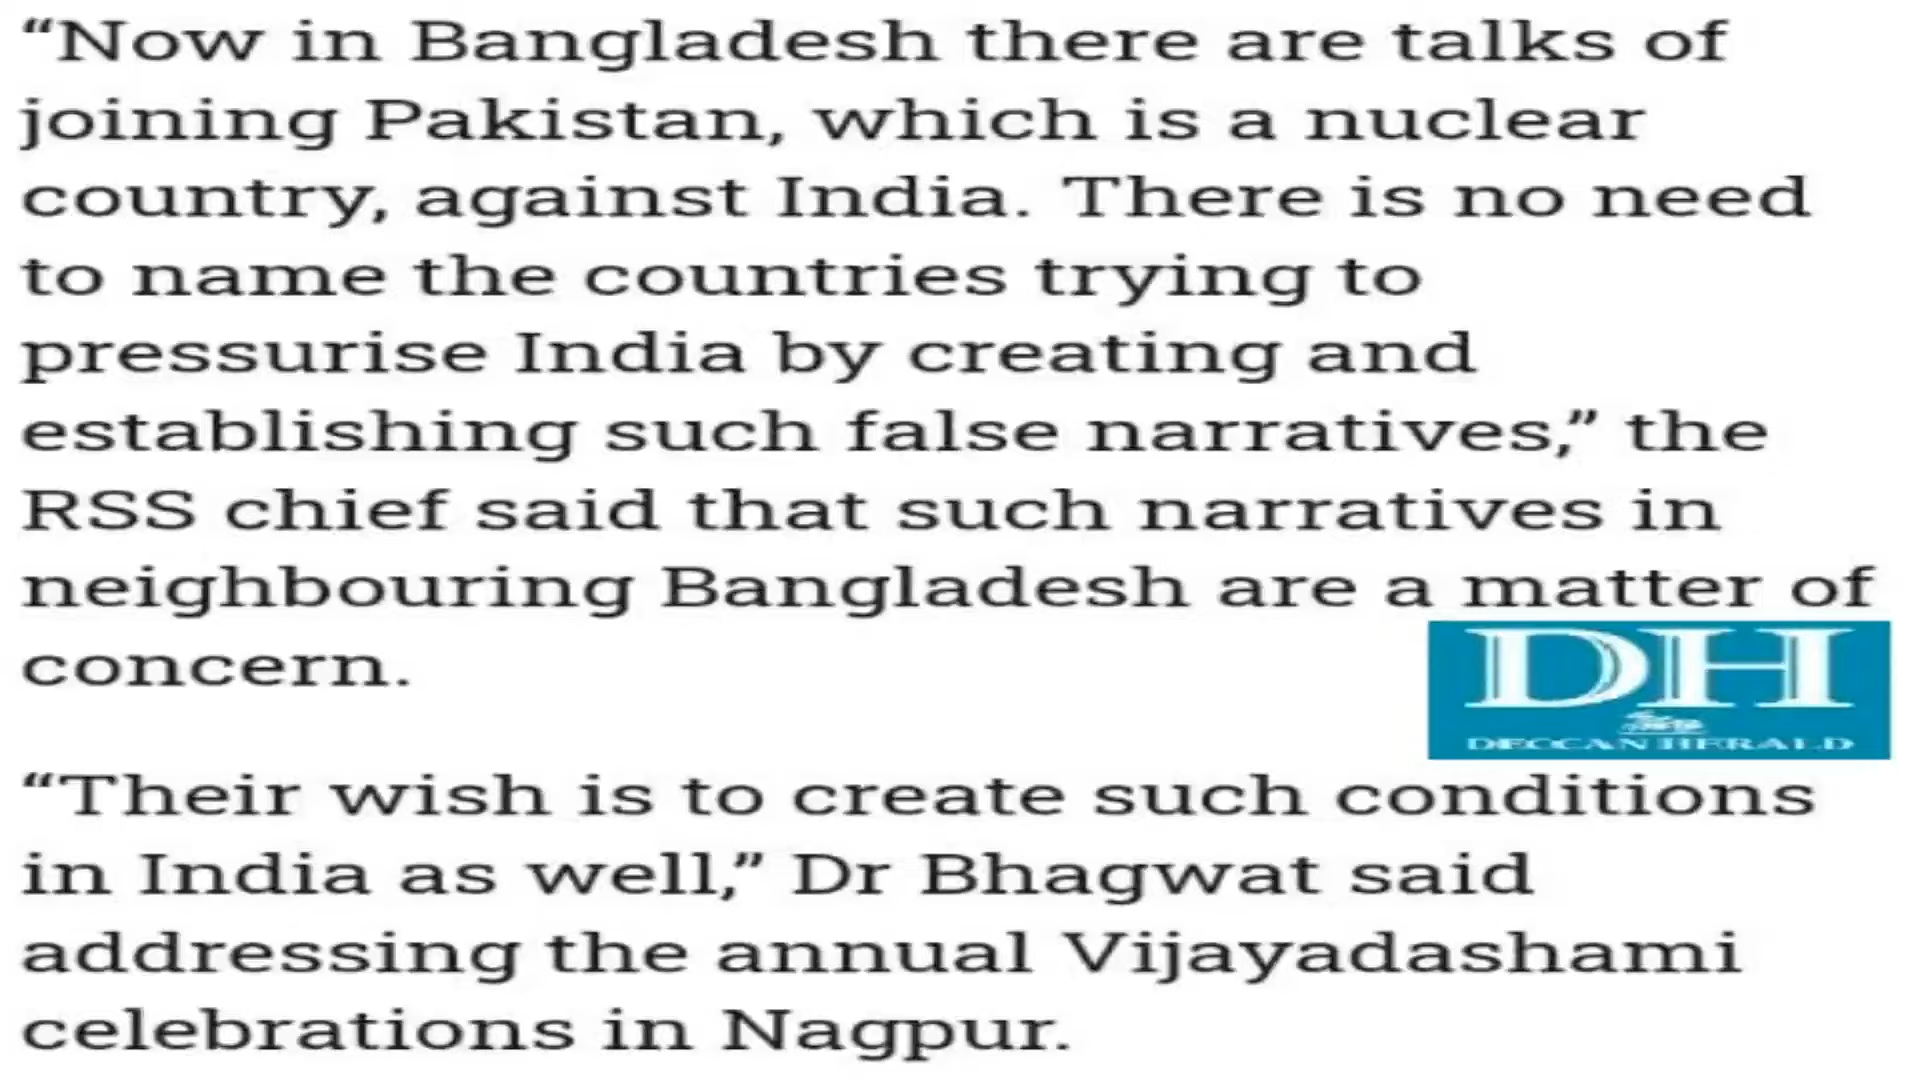 “Now in Bangladesh there are talks of
joining Pakistan, which is a nuclear
country, against India. There is no need
to name the countries trying to
pressurise India by creating and
establishing such false narratives,” the
RSS chief said that such narratives in
neighbouring Bangladesh are a matter of
concern.
DH
DECCAN HERALD
“Their wish is to create such conditions
in India as well,” Dr Bhagwat said
addressing the annual Vijayadashami
celebrations in Nagpur.